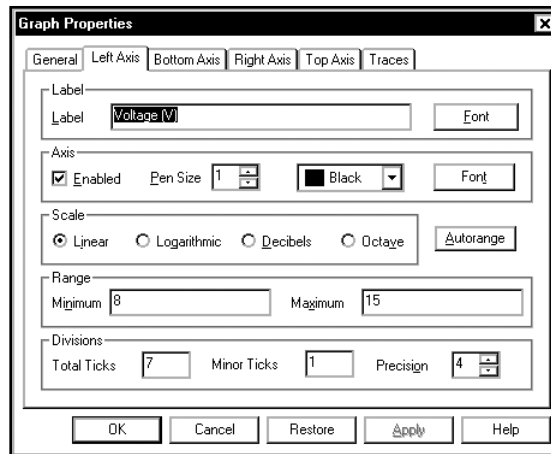 Graph Properties
General Left Axis Bottom Axis Right Axis Top Axis Traces
Label
Label Voltage (V) Font
Axis
Enabled Pen Size 1 Black Font
Scale
Linear Logarithmic Decibels Octave Autorange
Range
Minimum 8 Maximum 15
Divisions
Total Ticks 7 Minor Ticks 1 Precision 4
OK Cancel Restore Apply Help